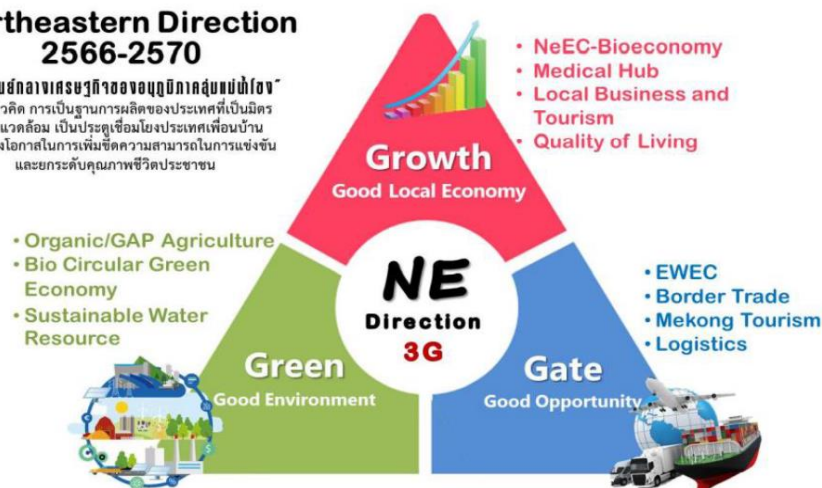 rtheastern Direction
2566-2570
นย์กลางเศรษฐกิจของอนุภูมิภาคลุ่มแม่น้ำโขง"
วคิด การเป็นฐานการผลิตของประเทศที่เป็นมิตร
แวดล้อม เป็นประตูเชื่อมโยงประเทศเพื่อนบ้าน
งโอกาสในการเพิ่มขีดความสามารถในการแข่งขัน
และยกระดับคุณภาพชีวิตประชาชน
• NeEC-Bioeconomy
• Medical Hub
• Local Business and
Tourism
• Quality of Living
Growth
Good Local Economy
• Organic/GAP Agriculture
• Bio Circular Green
Economy
• Sustainable Water
Resource
NE
Direction
3G
• EWEC
• Border Trade
• Mekong Tourism
• Logistics
Green
Good Environment
Gate
Good Opportunity